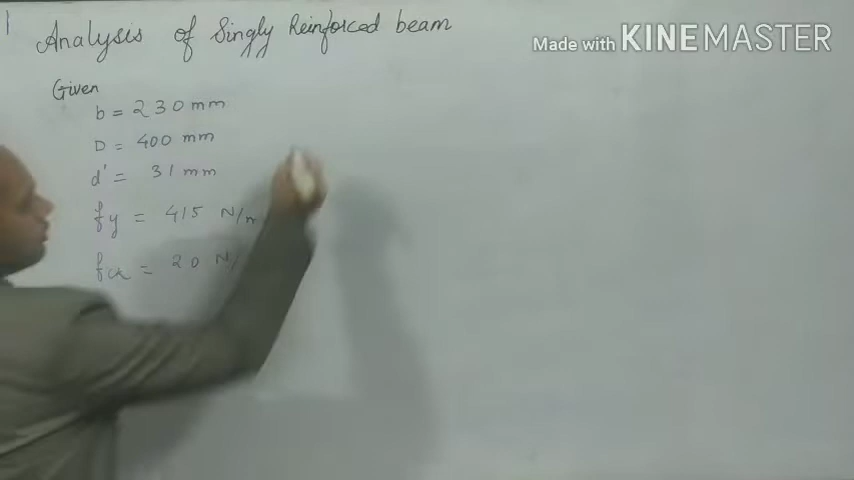 Analysis of Singly Reinforced beam
Made with KINEMASTER
Given
b = 230 mm
D = 400 mm
d' = 31 mm
fy = 415 N/m
fck = 20 N/